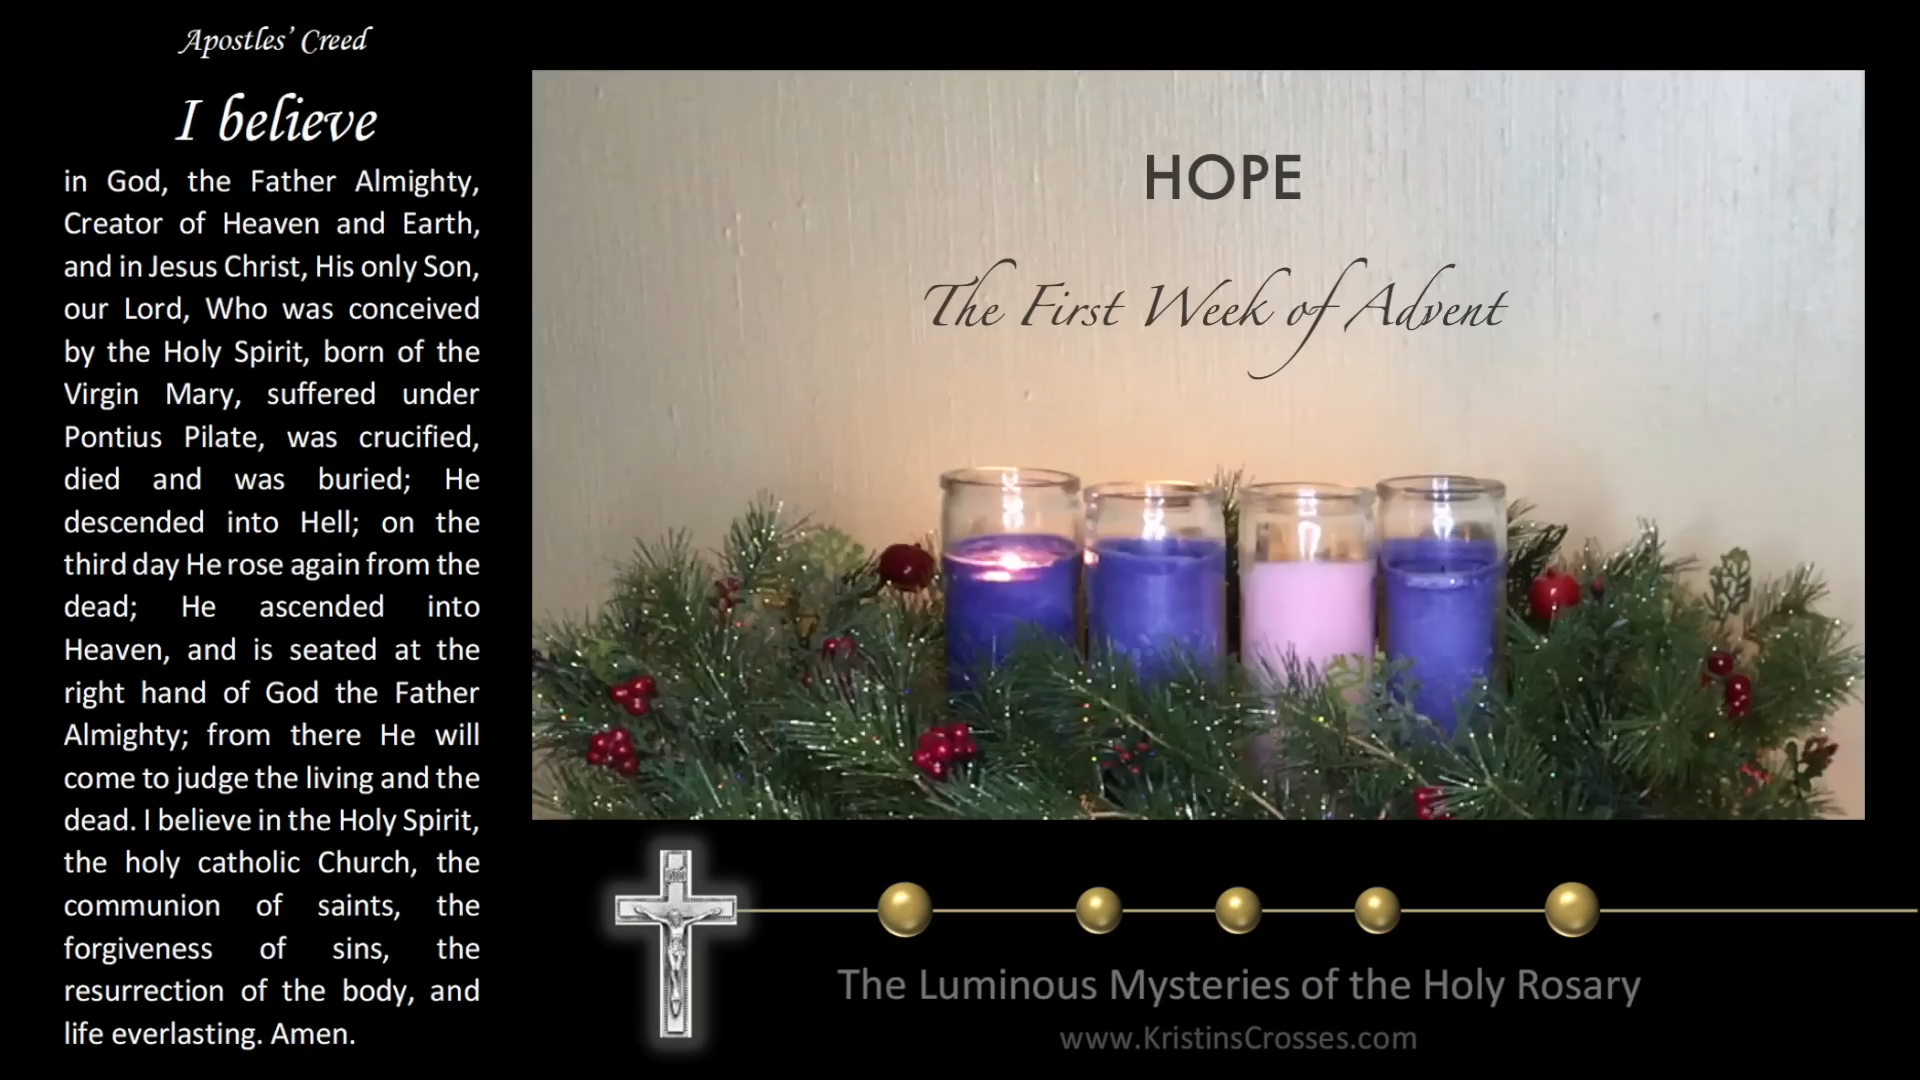 Apostles' Creed
I believe
in God, the Father Almighty,
Creator of Heaven and Earth,
and in Jesus Christ, His only Son,
our Lord, Who was conceived
by the Holy Spirit, born of the
Virgin Mary, suffered under
Pontius Pilate, was crucified,
died and was buried; He
descended into Hell; on the
third day He rose again from the
dead; He ascended into
Heaven, and is seated at the
right hand of God the Father
Almighty; from there He will
come to judge the living and the
dead. I believe in the Holy Spirit,
the holy catholic Church, the
communion of saints, the
forgiveness of sins, the
resurrection of the body, and
life everlasting. Amen.
HOPE
The First Week of Advent
The Luminous Mysteries of the Holy Rosary
www.KristinsCrosses.com